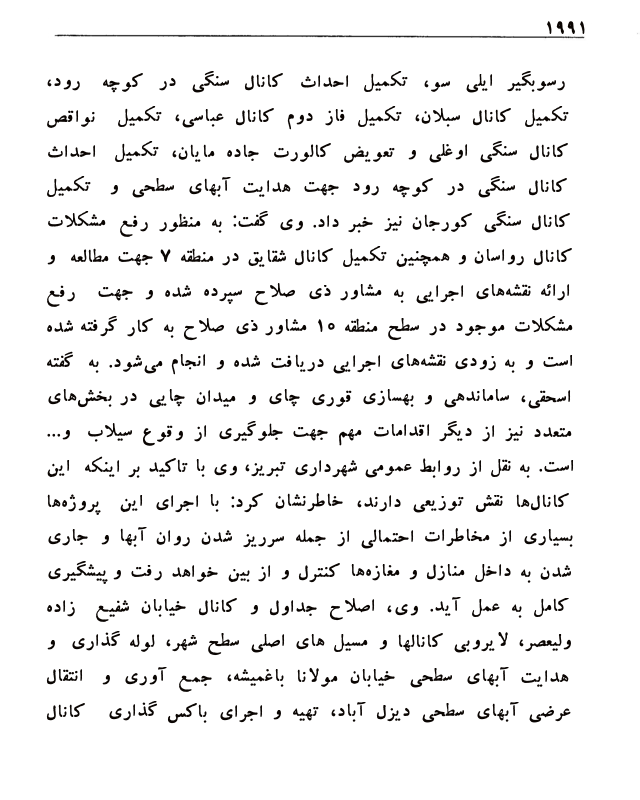 ۱۹۹۱
رسوبگیر ایلی سو، تکمیل احداث کانال سنگی در کوچه رود،
تکمیل کانال سبلان، تکمیل فاز دوم کانال عباسی، تکمیل نواقص
کانال سنگی اوغلی و تعویض کالورت جاده مایان، تکمیل احداث
کانال سنگی در کوچه رود جهت هدایت آبهای سطحی و تکمیل
کانال سنگی کورجان نیز خبر داد. وی گفت: به منظور رفع مشکلات
کانال رواسان و همچنین تکمیل کانال شقایق در منطقه ۷ جهت مطالعه و
ارائه نقشه‌های اجرایی به مشاور ذی صلاح سپرده شده و جهت رفع
مشکلات موجود در سطح منطقه ۱۰ مشاور ذی صلاح به کار گرفته شده
است و به زودی نقشه‌های اجرایی دریافت شده و انجام می‌شود. به گفته
اسحقی، ساماندهی و بهسازی قوری چای و میدان چایی در بخش‌های
متعدد نیز از دیگر اقدامات مهم جهت جلوگیری از وقوع سیلاب و...
است. به نقل از روابط عمومی شهرداری تبریز، وی با تاکید بر اینکه این
کانال‌ها نقش توزیعی دارند، خاطرنشان کرد: با اجرای این پروژه‌ها
بسیاری از مخاطرات احتمالی از جمله سرریز شدن روان آبها و جاری
شدن به داخل منازل و مغازه‌ها کنترل و از بین خواهد رفت و پیشگیری
کامل به عمل آید. وی، اصلاح جداول و کانال خیابان شفیع زاده
ولیعصر، لایروبی کانالها و مسیل های اصلی سطح شهر، لوله گذاری و
هدایت آبهای سطحی خیابان مولانا باغمیشه، جمع آوری و انتقال
عرضی آبهای سطحی دیزل آباد، تهیه و اجرای باکس گذاری کانال